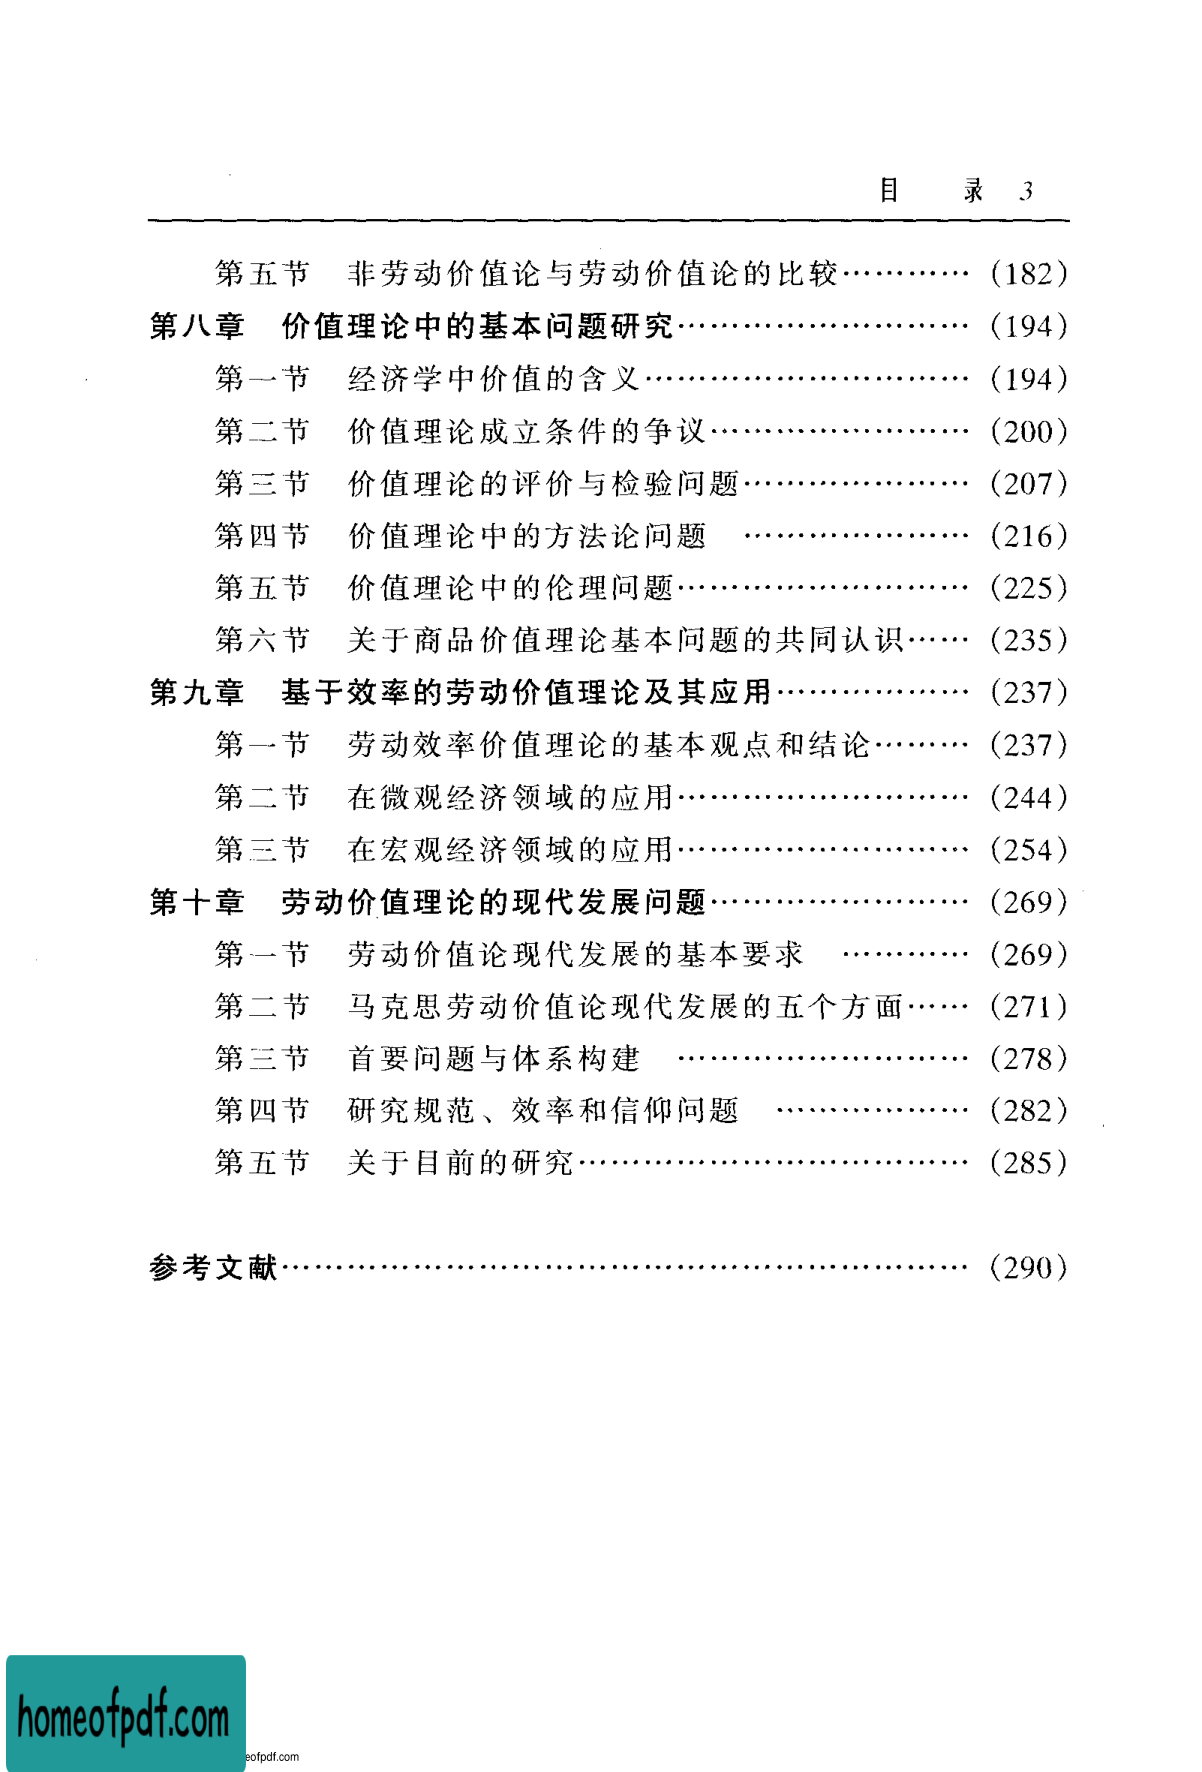 目 录 3
第五节 非劳动价值论与劳动价值论的比较………… (182)
第八章 价值理论中的基本问题研究……………………… (194)
第一节 经济学中价值的含义………………………… (194)
第二节 价值理论成立条件的争议…………………… (200)
第三节 价值理论的评价与检验问题………………… (207)
第四节 价值理论中的方法论问题 ………………… (216)
第五节 价值理论中的伦理问题……………………… (225)
第六节 关于商品价值理论基本问题的共同认识…… (235)
第九章 基于效率的劳动价值理论及其应用……………… (237)
第一节 劳动效率价值理论的基本观点和结论……… (237)
第二节 在微观经济领域的应用……………………… (244)
第三节 在宏观经济领域的应用……………………… (254)
第十章 劳动价值理论的现代发展问题…………………… (269)
第一节 劳动价值论现代发展的基本要求 ………… (269)
第二节 马克思劳动价值论现代发展的五个方面…… (271)
第三节 首要问题与体系构建 ……………………… (278)
第四节 研究规范、效率和信仰问题 ……………… (282)
第五节 关于目前的研究……………………………… (285)
参考文献……………………………………………………… (290)
homeofpdf.com
eofpdf.com